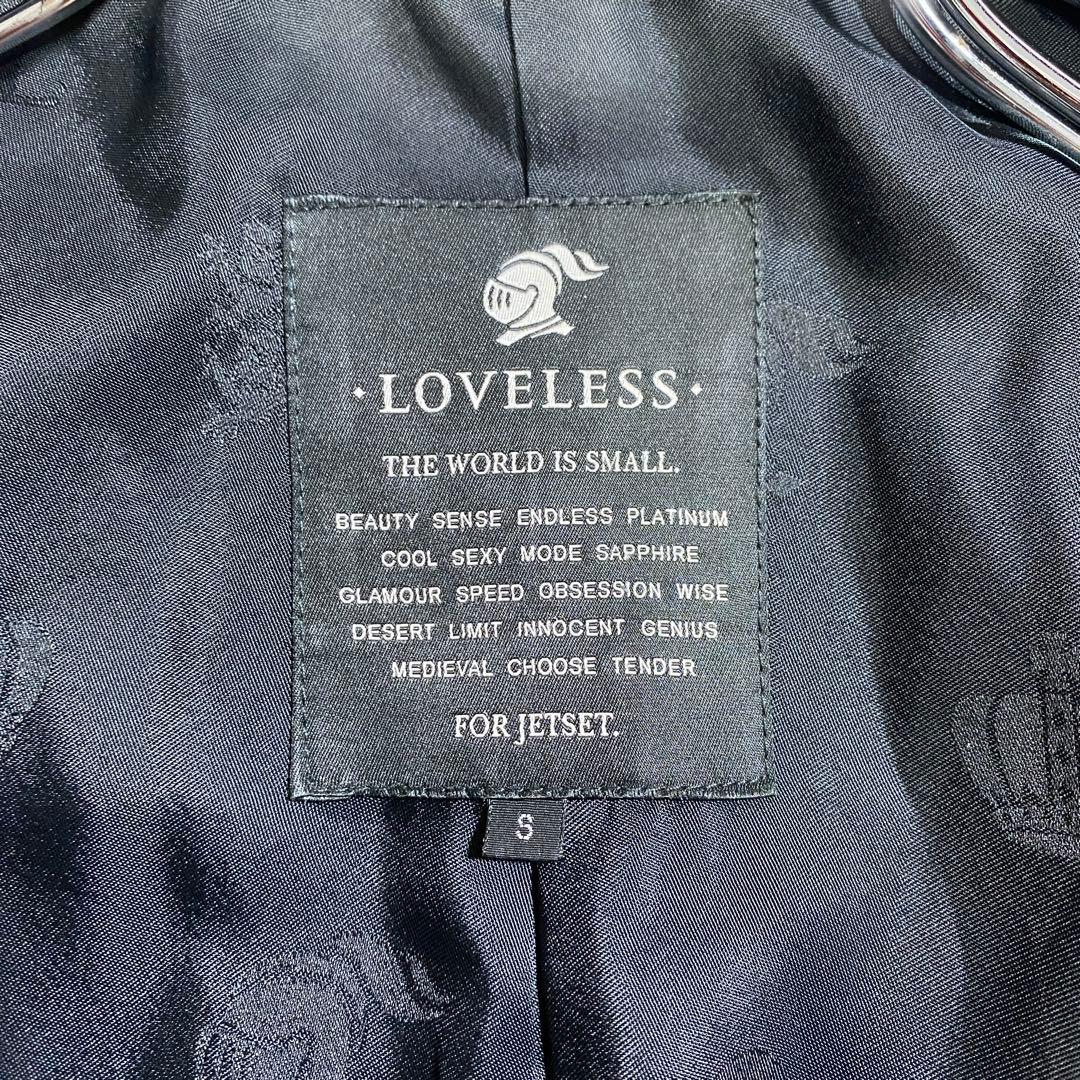 • LOVELESS •
THE WORLD IS SMALL.
BEAUTY SENSE ENDLESS PLATINUM
COOL SEXY MODE SAPPHIRE
GLAMOUR SPEED OBSESSION WISE
DESERT LIMIT INNOCENT GENIUS
MEDIEVAL CHOOSE TENDER
FOR JETSET.
S